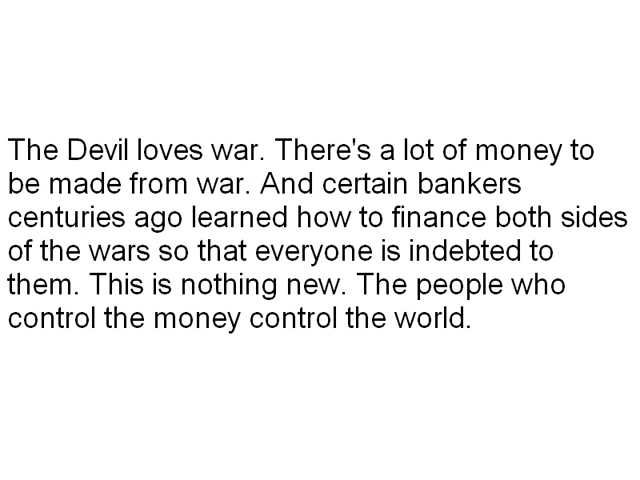 The Devil loves war. There's a lot of money to
be made from war. And certain bankers
centuries ago learned how to finance both sides
of the wars so that everyone is indebted to
them. This is nothing new. The people who
control the money control the world.